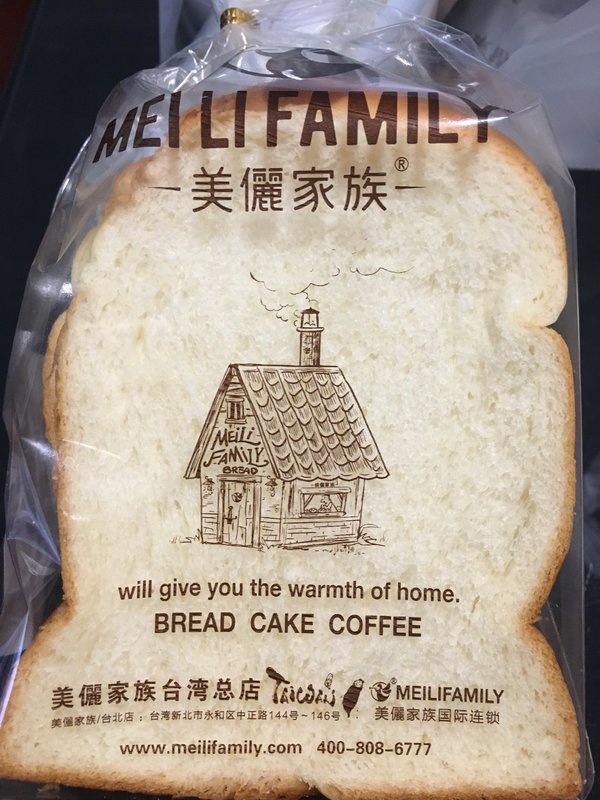 MEILI FAMILY
美儷家族®
MEILI
FAMILY
BREAD
will give you the warmth of home.
BREAD CAKE COFFEE
美儷家族台湾总店 TAIWAN ®MEILIFAMILY
美儷家族/台北店：台湾新北市永和区中正路144号~146号 美儷家族国际连锁
www.meilifamily.com 400-808-6777